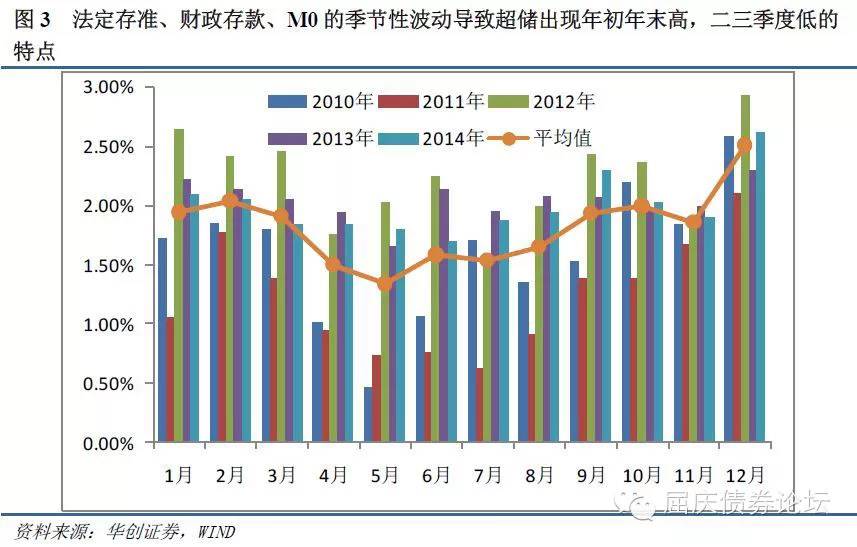 图 3 法定存准、财政存款、M0 的季节性波动导致超储出现年初年末高，二三季度低的
特点
3.00%
2010年 2011年 2012年
2.50%
2013年 2014年 平均值
2.00%
1.50%
1.00%
0.50%
0.00%
1月 2月 3月 4月 5月 6月 7月 8月 9月 10月 11月 12月
屈庆债券论坛
资料来源：华创证券，WIND